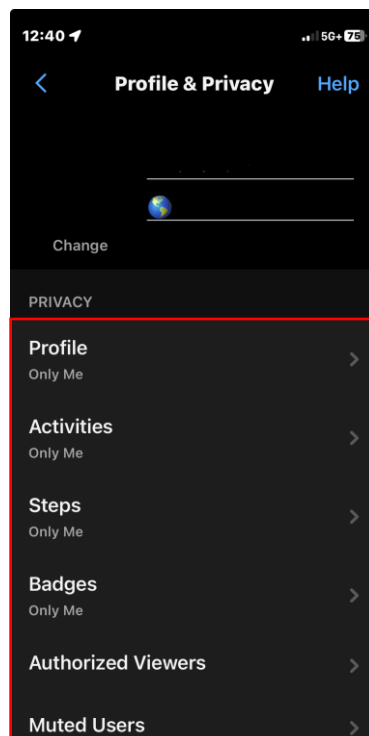 12:40
5G+ 75
Profile & Privacy
Help
Change
PRIVACY
Profile
Only Me
Activities
Only Me
Steps
Only Me
Badges
Only Me
Authorized Viewers
Muted Users